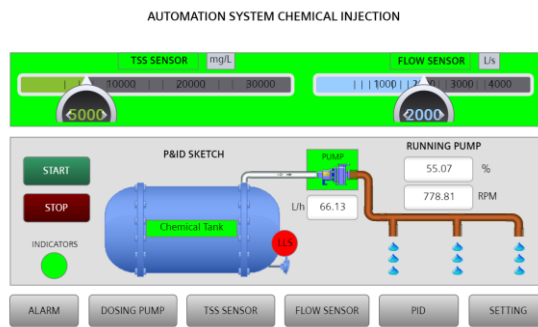 AUTOMATION SYSTEM CHEMICAL INJECTION
TSS SENSOR mg/L
FLOW SENSOR L/s
10000 20000 30000
1000 3000 4000
5000
2000
P&ID SKETCH
RUNNING PUMP
START
PUMP
55.07 %
STOP
L/h 66.13
778.81 RPM
Chemical Tank
LLS
INDICATORS
ALARM DOSING PUMP TSS SENSOR FLOW SENSOR PID SETTING